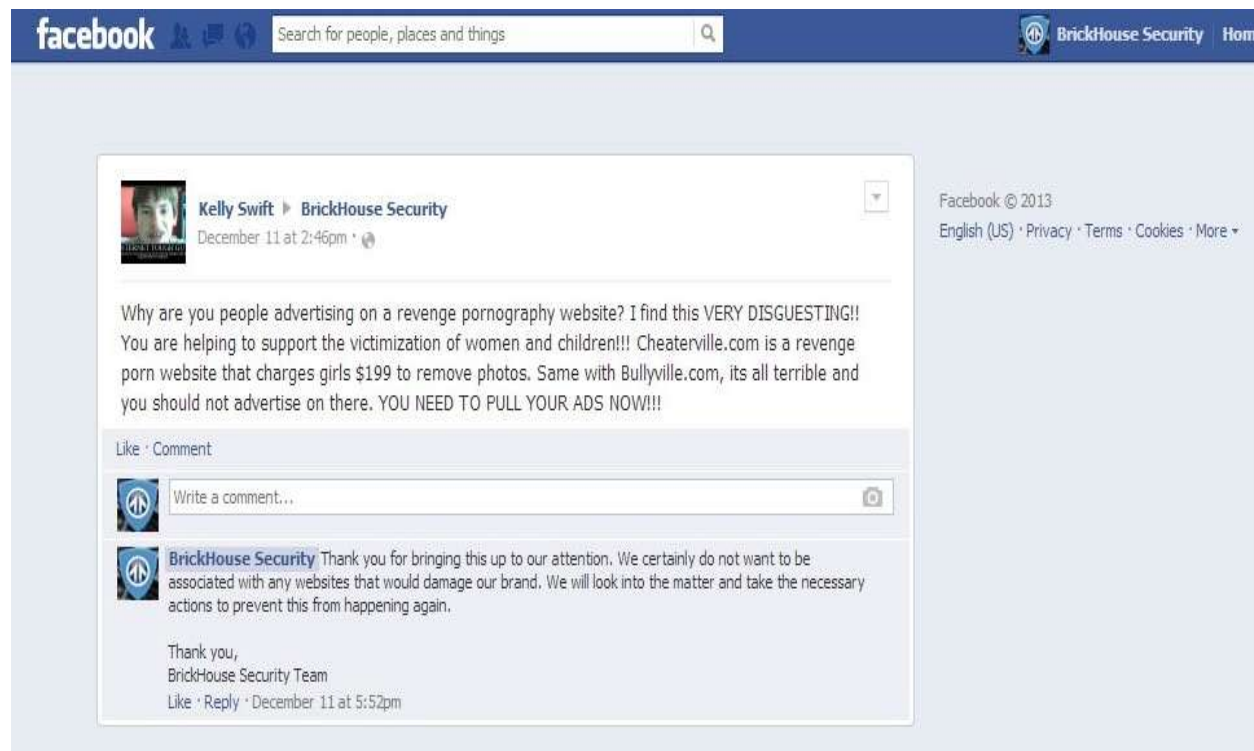 facebook Search for people, places and things BrickHouse Security Hom
Kelly Swift BrickHouse Security
December 11 at 2:46pm ·
Facebook © 2013
English (US) · Privacy · Terms · Cookies · More
Why are you people advertising on a revenge pornography website? I find this VERY DISGUESTING!!
You are helping to support the victimization of women and children!!! Cheaterville.com is a revenge
porn website that charges girls $199 to remove photos. Same with Bullyville.com, its all terrible and
you should not advertise on there. YOU NEED TO PULL YOUR ADS NOW!!!
Like · Comment
Write a comment...
BrickHouse Security Thank you for bringing this up to our attention. We certainly do not want to be
associated with any websites that would damage our brand. We will look into the matter and take the necessary
actions to prevent this from happening again.
Thank you,
BrickHouse Security Team
Like · Reply · December 11 at 5:52pm